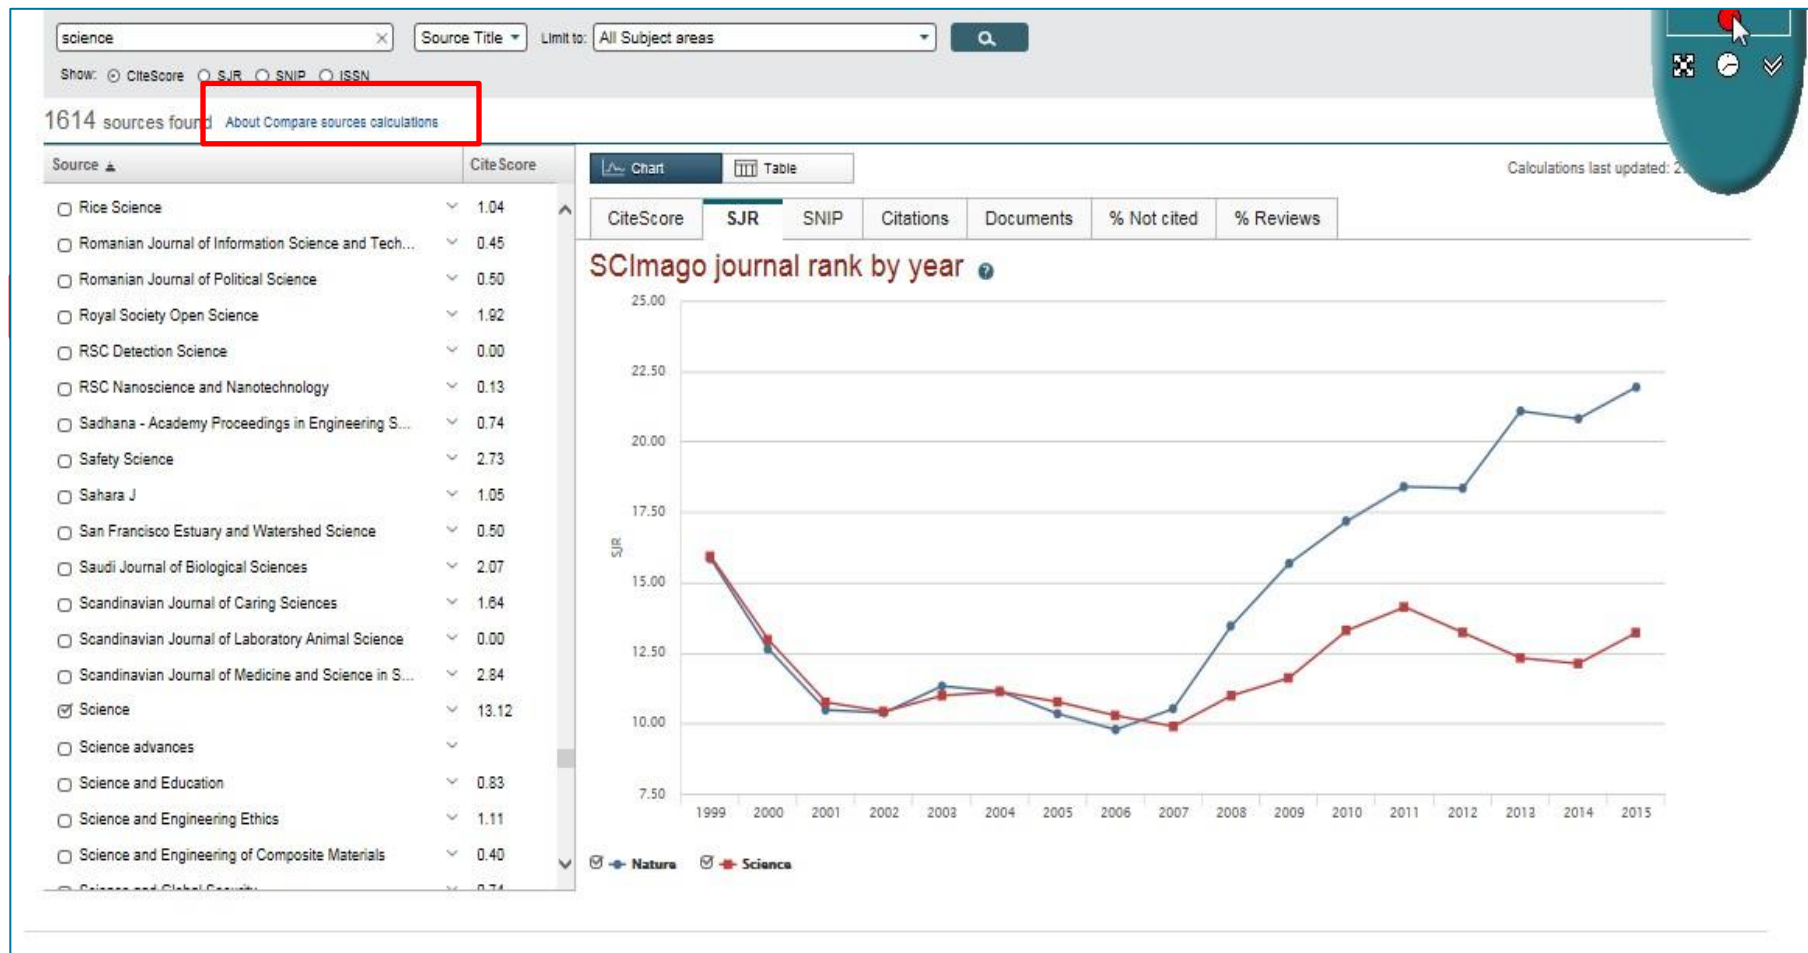 science
Source Title
Limit to:
All Subject areas
Show: CiteScore SJR SNIP ISSN
1614 sources found About Compare sources calculations
Source CiteScore
Rice Science 1.04
Romanian Journal of Information Science and Tech... 0.45
Romanian Journal of Political Science 0.50
Royal Society Open Science 1.92
RSC Detection Science 0.00
RSC Nanoscience and Nanotechnology 0.13
Sadhana - Academy Proceedings in Engineering S... 0.74
Safety Science 2.73
Sahara J 1.05
San Francisco Estuary and Watershed Science 0.50
Saudi Journal of Biological Sciences 2.07
Scandinavian Journal of Caring Sciences 1.64
Scandinavian Journal of Laboratory Animal Science 0.00
Scandinavian Journal of Medicine and Science in S... 2.84
Science 13.12
Science advances
Science and Education 0.83
Science and Engineering Ethics 1.11
Science and Engineering of Composite Materials 0.40
Science and Global Security 0.74
Chart Table
Calculations last updated:
CiteScore SJR SNIP Citations Documents % Not cited % Reviews
SCImago journal rank by year
25.00
22.50
20.00
17.50
SJR
15.00
12.50
10.00
7.50
1999 2000 2001 2002 2003 2004 2005 2006 2007 2008 2009 2010 2011 2012 2013 2014 2015
Nature Science